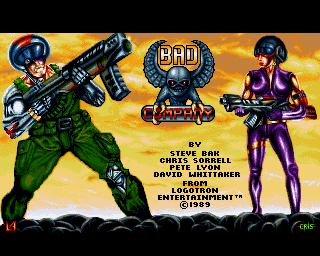 BAD
COMPANY
BY
STEVE BAK
CHRIS SORRELL
PETE LYON
DAVID WHITTAKER
FROM
LOGOTRON
ENTERTAINMENT™
©1989
CRIS